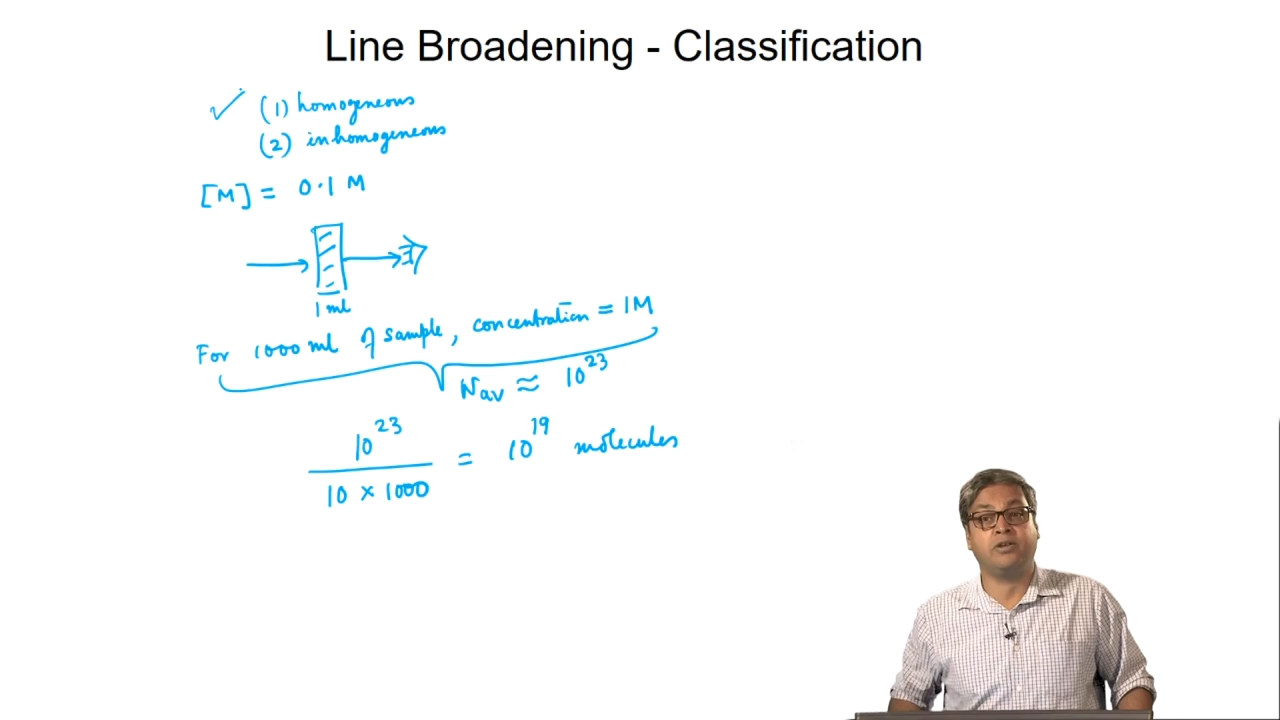 Line Broadening - Classification
(1) homogeneous
(2) inhomogeneous
[M] = 0.1 M
1 ml
For 1000 ml of sample, concentration = 1M
Nav ≈ 10^23
10^23
10 × 1000
= 10^19 molecules